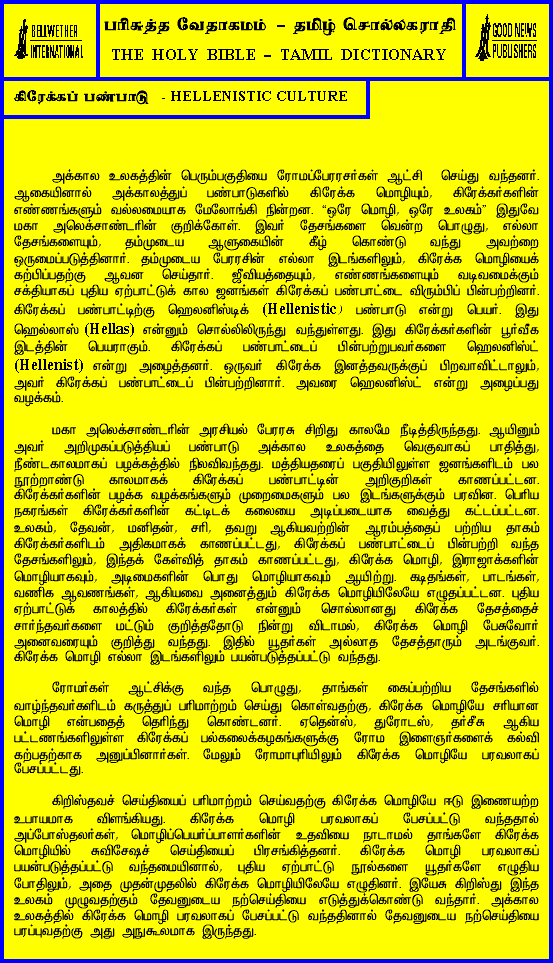 BELLWETHER
INTERNATIONAL
பரிசுத்த வேதாகமம் – தமிழ் சொல்லகராதி
THE HOLY BIBLE – TAMIL DICTIONARY
GOOD NEWS
PUBLISHERS
கிரேக்கப் பண்பாடு - HELLENISTIC CULTURE
அக்கால உலகத்தின் பெரும்பகுதியை ரோமப்பேரரசர்கள் ஆட்சி செய்து வந்தனர்.
ஆகையினால் அக்காலத்துப் பண்பாடுகளில் கிரேக்க மொழியும், கிரேக்கர்களின்
எண்ணங்களும் வல்லமையாக மேலோங்கி நின்றன. “ஒரே மொழி, ஒரே உலகம்” இதுவே
மகா அலெக்சாண்டரின் குறிக்கோள். இவர் தேசங்களை வென்ற பொழுது, எல்லா
தேசங்களையும், தம்முடைய ஆளுகையின் கீழ் கொண்டு வந்து அவற்றை
ஒருமைப்படுத்தினார். தம்முடைய பேரரசின் எல்லா இடங்களிலும், கிரேக்க மொழியைக்
கற்பிப்பதற்கு ஆவன செய்தார். ஜீவியத்தையும், எண்ணங்களையும் வடிவமைக்கும்
சக்தியாகப் புதிய ஏற்பாட்டுக் கால ஜனங்கள் கிரேக்கப் பண்பாட்டை விரும்பிப் பின்பற்றினர்.
கிரேக்கப் பண்பாட்டிற்கு ஹெலனிஸ்டிக் (Hellenistic) பண்பாடு என்று பெயர். இது
ஹெல்லாஸ் (Hellas) என்னும் சொல்லிலிருந்து வந்துள்ளது. இது கிரேக்கர்களின் பூர்வீக
இடத்தின் பெயராகும். கிரேக்கப் பண்பாட்டைப் பின்பற்றுபவர்களை ஹெலனிஸ்ட்
(Hellenist) என்று அழைத்தனர். ஒருவர் கிரேக்க இனத்தவருக்குப் பிறவாவிட்டாலும்,
அவர் கிரேக்கப் பண்பாட்டைப் பின்பற்றினார். அவரை ஹெலனிஸ்ட் என்று அழைப்பது
வழக்கம்.
மகா அலெக்சாண்டரின் அரசியல் பேரரசு சிறிது காலமே நீடித்திருந்தது. ஆயினும்
அவர் அறிமுகப்படுத்தியப் பண்பாடு அக்கால உலகத்தை வெகுவாகப் பாதித்து,
நீண்டகாலமாகப் பழக்கத்தில் நிலவிவந்தது. மத்தியதரைப் பகுதியிலுள்ள ஜனங்களிடம் பல
நூற்றாண்டு காலமாகக் கிரேக்கப் பண்பாட்டின் அறிகுறிகள் காணப்பட்டன.
கிரேக்கர்களின் பழக்க வழக்கங்களும் முறைமைகளும் பல இடங்களுக்கும் பரவின. பெரிய
நகரங்கள் கிரேக்கர்களின் கட்டிடக் கலையை அடிப்படையாக வைத்து கட்டப்பட்டன.
உலகம், தேவன், மனிதன், சரி, தவறு ஆகியவற்றின் ஆரம்பத்தைப் பற்றிய தாகம்
கிரேக்கர்களிடம் அதிகமாகக் காணப்பட்டது, கிரேக்கப் பண்பாட்டைப் பின்பற்றி வந்த
தேசங்களிலும், இந்தக் கேள்வித் தாகம் காணப்பட்டது, கிரேக்க மொழி, இராஜாக்களின்
மொழியாகவும், அடிமைகளின் பொது மொழியாகவும் ஆயிற்று. கடிதங்கள், பாடங்கள்,
வணிக ஆவணங்கள், ஆகியவை அனைத்தும் கிரேக்க மொழியிலேயே எழுதப்பட்டன. புதிய
ஏற்பாட்டுக் காலத்தில் கிரேக்கர்கள் என்னும் சொல்லானது கிரேக்க தேசத்தைச்
சார்ந்தவர்களை மட்டும் குறித்ததோடு நின்று விடாமல், கிரேக்க மொழி பேசுவோர்
அனைவரையும் குறித்து வந்தது. இதில் யூதர்கள் அல்லாத தேசத்தாரும் அடங்குவர்.
கிரேக்க மொழி எல்லா இடங்களிலும் பயன்படுத்தப்பட்டு வந்தது.
ரோமர்கள் ஆட்சிக்கு வந்த பொழுது, தாங்கள் கைப்பற்றிய தேசங்களில்
வாழ்ந்தவர்களிடம் கருத்துப் பரிமாற்றம் செய்து கொள்வதற்கு, கிரேக்க மொழியே சரியான
மொழி என்பதைத் தெரிந்து கொண்டனர். ஏதென்ஸ், துரோடஸ், தர்சீசு ஆகிய
பட்டணங்களிலுள்ள கிரேக்கப் பல்கலைக்கழகங்களுக்கு ரோம இளைஞர்களைக் கல்வி
கற்பதற்காக அனுப்பினார்கள். மேலும் ரோமாபுரியிலும் கிரேக்க மொழியே பரவலாகப்
பேசப்பட்டது.
கிறிஸ்தவச் செய்தியைப் பரிமாற்றம் செய்வதற்கு கிரேக்க மொழியே ஈடு இணையற்ற
உபாயமாக விளங்கியது. கிரேக்க மொழி பரவலாகப் பேசப்பட்டு வந்ததால்
அப்போஸ்தலர்கள், மொழிப்பெயர்ப்பாளர்களின் உதவியை நாடாமல் தாங்களே கிரேக்க
மொழியில் சுவிசேஷச் செய்தியைப் பிரசங்கித்தனர். கிரேக்க மொழி பரவலாகப்
பயன்படுத்தப்பட்டு வந்தமையினால், புதிய ஏற்பாட்டு நூல்களை யூதர்களே எழுதிய
போதிலும், அதை முதன்முதலில் கிரேக்க மொழியிலேயே எழுதினர். இயேசு கிறிஸ்து இந்த
உலகம் முழுவதற்கும் தேவனுடைய நற்செய்தியை எடுத்துக்கொண்டு வந்தார். அக்கால
உலகத்தில் கிரேக்க மொழி பரவலாகப் பேசப்பட்டு வந்ததினால் தேவனுடைய நற்செய்தியை
பரப்புவதற்கு அது அநுகூலமாக இருந்தது.